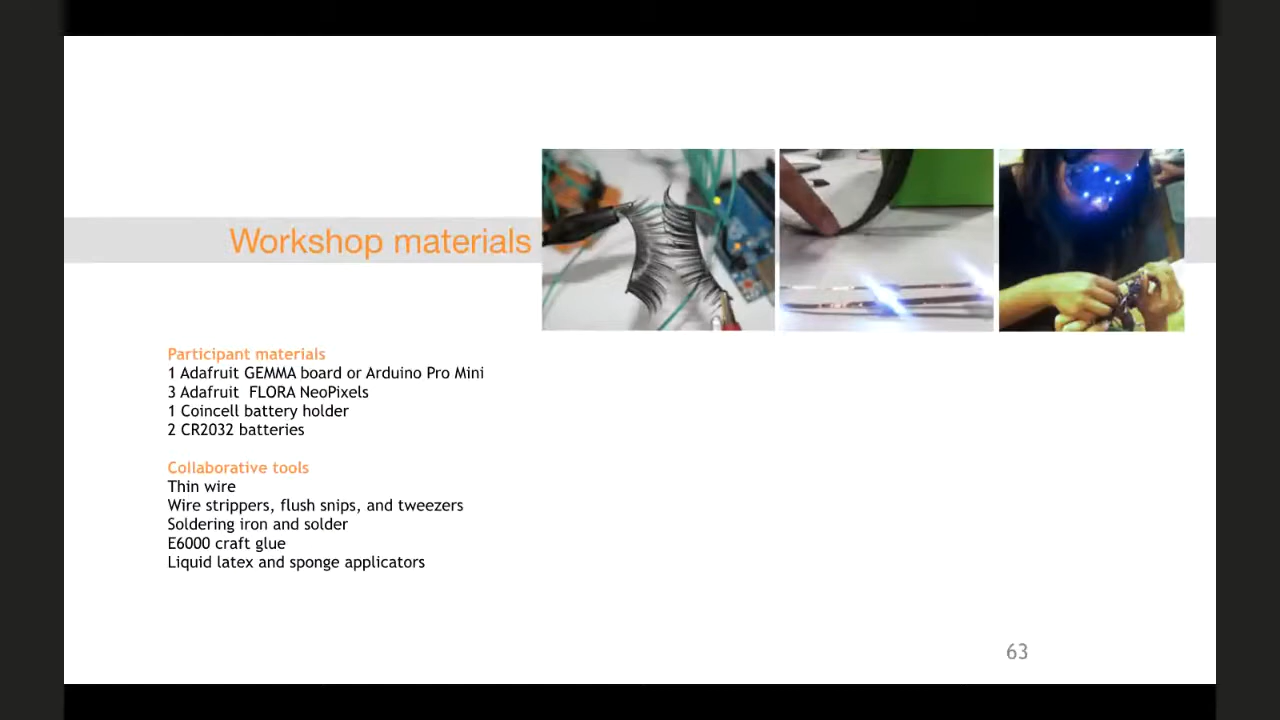 Workshop materials
Participant materials
1 Adafruit GEMMA board or Arduino Pro Mini
3 Adafruit  FLORA NeoPixels
1 Coincell battery holder
2 CR2032 batteries
Collaborative tools
Thin wire
Wire strippers, flush snips, and tweezers
Soldering iron and solder
E6000 craft glue
Liquid latex and sponge applicators
63